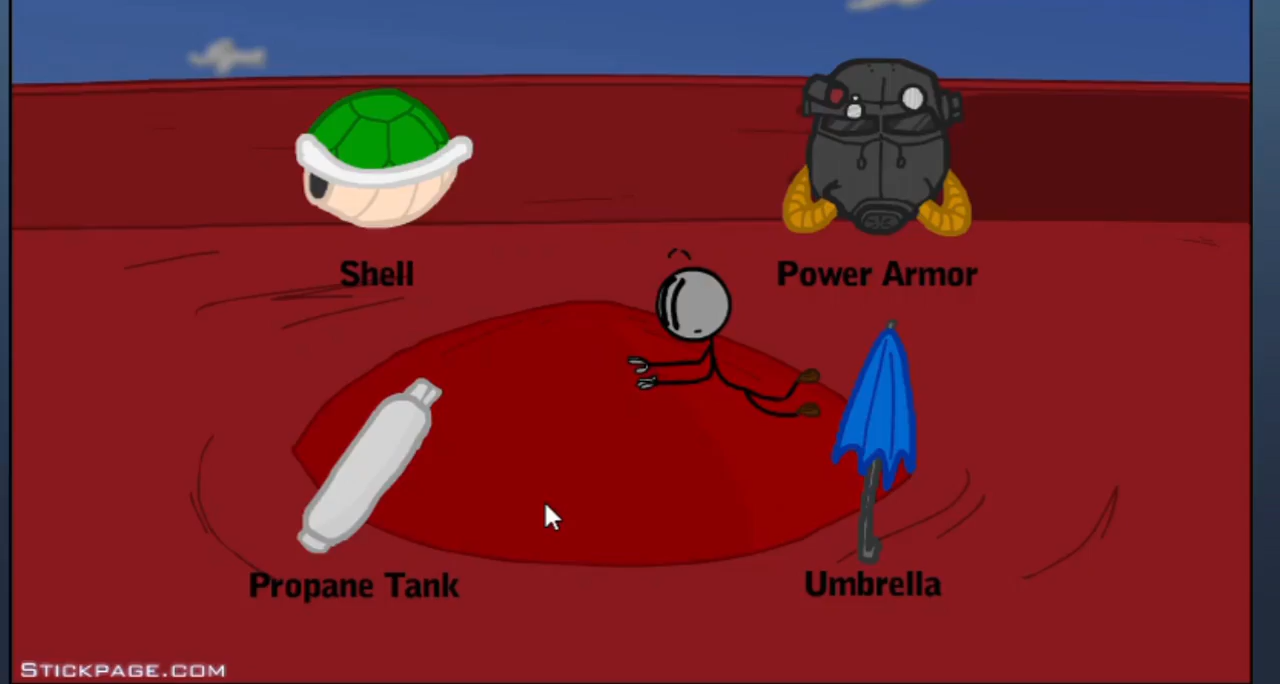 Shell
Power Armor
Propane Tank
Umbrella
STICKPAGE.COM